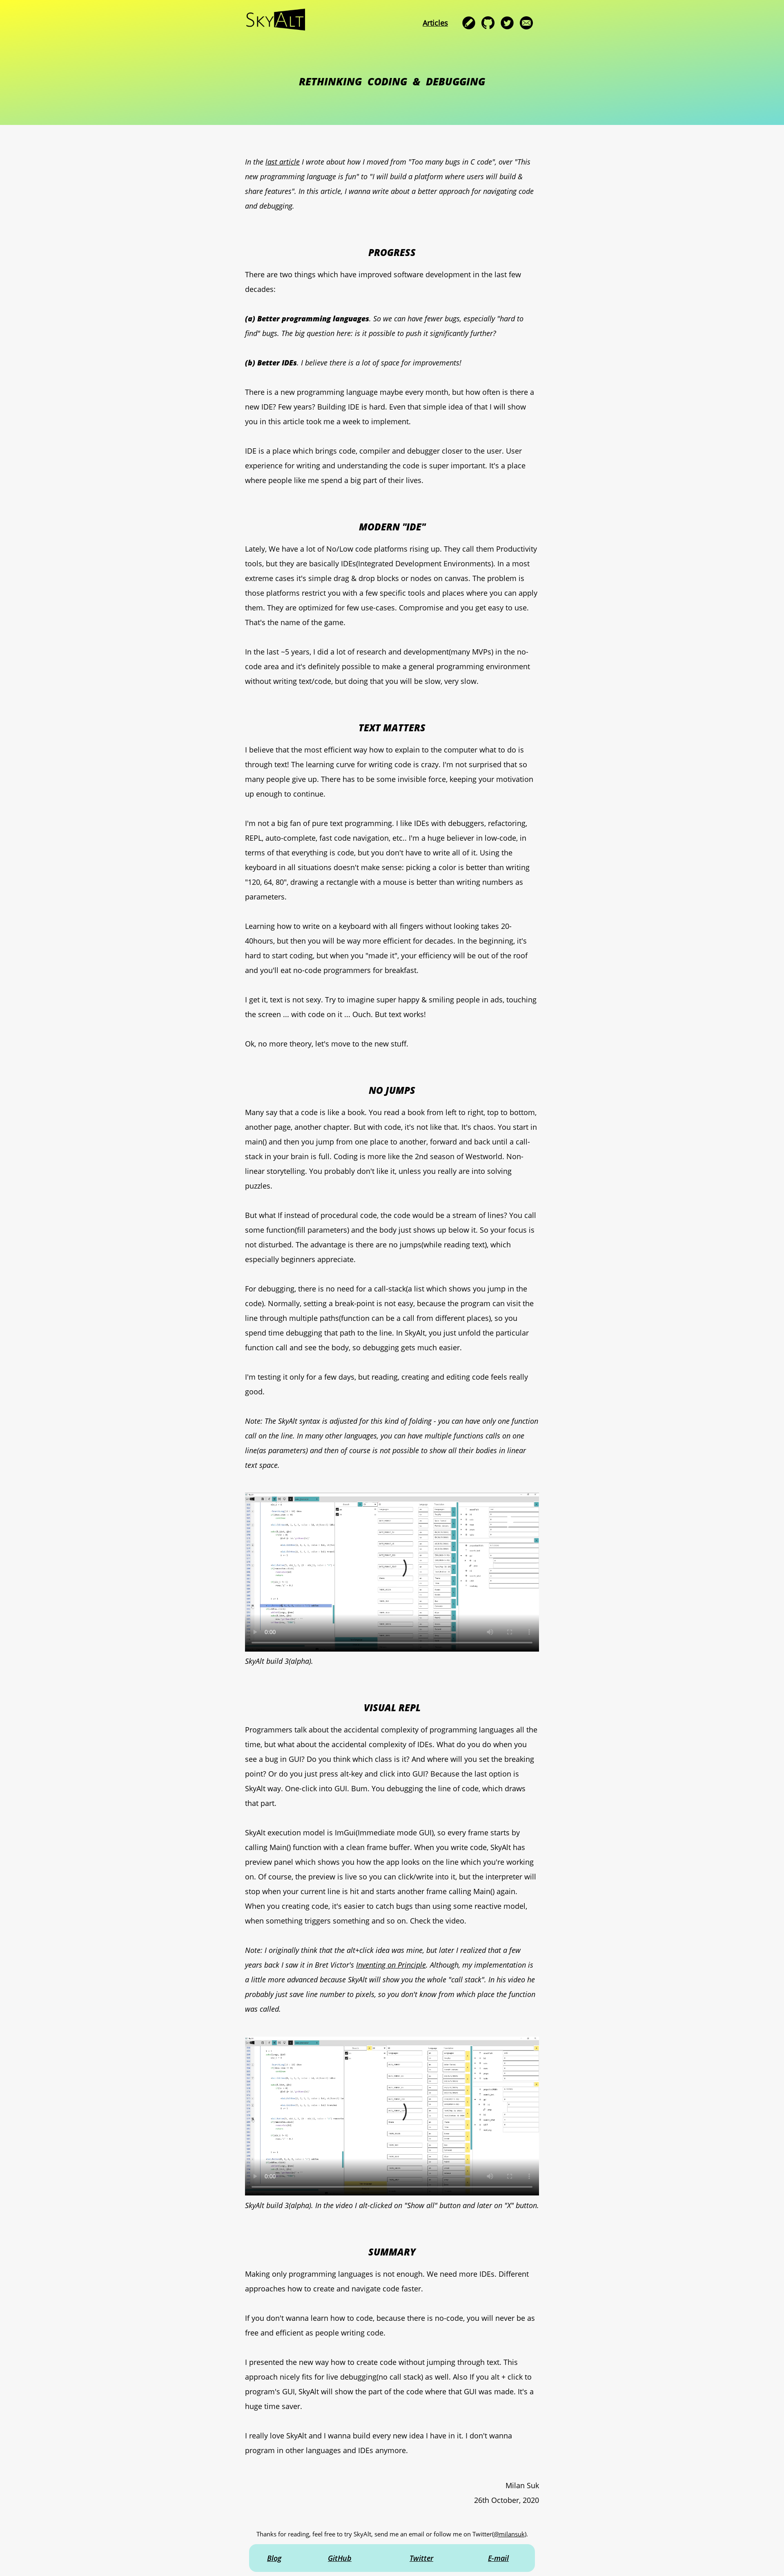 SKYALT
Articles
RETHINKING CODING & DEBUGGING
In the last article I wrote about how I moved from "Too many bugs in C code", over "This
new programming language is fun" to "I will build a platform where users will build &
share features". In this article, I wanna write about a better approach for navigating code
and debugging.
PROGRESS
There are two things which have improved software development in the last few
decades:
(a) Better programming languages. So we can have fewer bugs, especially "hard to
find" bugs. The big question here: is it possible to push it significantly further?
(b) Better IDEs. I believe there is a lot of space for improvements!
There is a new programming language maybe every month, but how often is there a
new IDE? Few years? Building IDE is hard. Even that simple idea of that I will show
you in this article took me a week to implement.
IDE is a place which brings code, compiler and debugger closer to the user. User
experience for writing and understanding the code is super important. It's a place
where people like me spend a big part of their lives.
MODERN "IDE"
Lately, We have a lot of No/Low code platforms rising up. They call them Productivity
tools, but they are basically IDEs(Integrated Development Environments). In a most
extreme cases it's simple drag & drop blocks or nodes on canvas. The problem is
those platforms restrict you with a few specific tools and places where you can apply
them. They are optimized for few use-cases. Compromise and you get easy to use.
That's the name of the game.
In the last ~5 years, I did a lot of research and development(many MVPs) in the no-
code area and it's definitely possible to make a general programming environment
without writing text/code, but doing that you will be slow, very slow.
TEXT MATTERS
I believe that the most efficient way how to explain to the computer what to do is
through text! The learning curve for writing code is crazy. I'm not surprised that so
many people give up. There has to be some invisible force, keeping your motivation
up enough to continue.
I'm not a big fan of pure text programming. I like IDEs with debuggers, refactoring,
REPL, auto-complete, fast code navigation, etc.. I'm a huge believer in low-code, in
terms of that everything is code, but you don't have to write all of it. Using the
keyboard in all situations doesn't make sense: picking a color is better than writing
"120, 64, 80", drawing a rectangle with a mouse is better than writing numbers as
parameters.
Learning how to write on a keyboard with all fingers without looking takes 20-
40hours, but then you will be way more efficient for decades. In the beginning, it's
hard to start coding, but when you "made it", your efficiency will be out of the roof
and you'll eat no-code programmers for breakfast.
I get it, text is not sexy. Try to imagine super happy & smiling people in ads, touching
the screen ... with code on it ... Ouch. But text works!
Ok, no more theory, let's move to the new stuff.
NO JUMPS
Many say that a code is like a book. You read a book from left to right, top to bottom,
another page, another chapter. But with code, it's not like that. It's chaos. You start in
main() and then you jump from one place to another, forward and back until a call-
stack in your brain is full. Coding is more like the 2nd season of Westworld. Non-
linear storytelling. You probably don't like it, unless you really are into solving
puzzles.
But what If instead of procedural code, the code would be a stream of lines? You call
some function(fill parameters) and the body just shows up below it. So your focus is
not disturbed. The advantage is there are no jumps(while reading text), which
especially beginners appreciate.
For debugging, there is no need for a call-stack(a list which shows you jump in the
code). Normally, setting a break-point is not easy, because the program can visit the
line through multiple paths(function can be a call from different places), so you
spend time debugging that path to the line. In SkyAlt, you just unfold the particular
function call and see the body, so debugging gets much easier.
I'm testing it only for a few days, but reading, creating and editing code feels really
good.
Note: The SkyAlt syntax is adjusted for this kind of folding - you can have only one function
call on the line. In many other languages, you can have multiple functions calls on one
line(as parameters) and then of course is not possible to show all their bodies in linear
text space.
0:00
SkyAlt build 3(alpha).
VISUAL REPL
Programmers talk about the accidental complexity of programming languages all the
time, but what about the accidental complexity of IDEs. What do you do when you
see a bug in GUI? Do you think which class is it? And where will you set the breaking
point? Or do you just press alt-key and click into GUI? Because the last option is
SkyAlt way. One-click into GUI. Bum. You debugging the line of code, which draws
that part.
SkyAlt execution model is ImGui(Immediate mode GUI), so every frame starts by
calling Main() function with a clean frame buffer. When you write code, SkyAlt has
preview panel which shows you how the app looks on the line which you're working
on. Of course, the preview is live so you can click/write into it, but the interpreter will
stop when your current line is hit and starts another frame calling Main() again.
When you creating code, it's easier to catch bugs than using some reactive model,
when something triggers something and so on. Check the video.
Note: I originally think that the alt+click idea was mine, but later I realized that a few
years back I saw it in Bret Victor's Inventing on Principle. Although, my implementation is
a little more advanced because SkyAlt will show you the whole "call stack". In his video he
probably just save line number to pixels, so you don't know from which place the function
was called.
0:00
SkyAlt build 3(alpha). In the video I alt-clicked on "Show all" button and later on "X" button.
SUMMARY
Making only programming languages is not enough. We need more IDEs. Different
approaches how to create and navigate code faster.
If you don't wanna learn how to code, because there is no-code, you will never be as
free and efficient as people writing code.
I presented the new way how to create code without jumping through text. This
approach nicely fits for live debugging(no call stack) as well. Also If you alt + click to
program's GUI, SkyAlt will show the part of the code where that GUI was made. It's a
huge time saver.
I really love SkyAlt and I wanna build every new idea I have in it. I don't wanna
program in other languages and IDEs anymore.
Milan Suk
26th October, 2020
Thanks for reading, feel free to try SkyAlt, send me an email or follow me on Twitter(@milansuk).
Blog GitHub Twitter E-mail